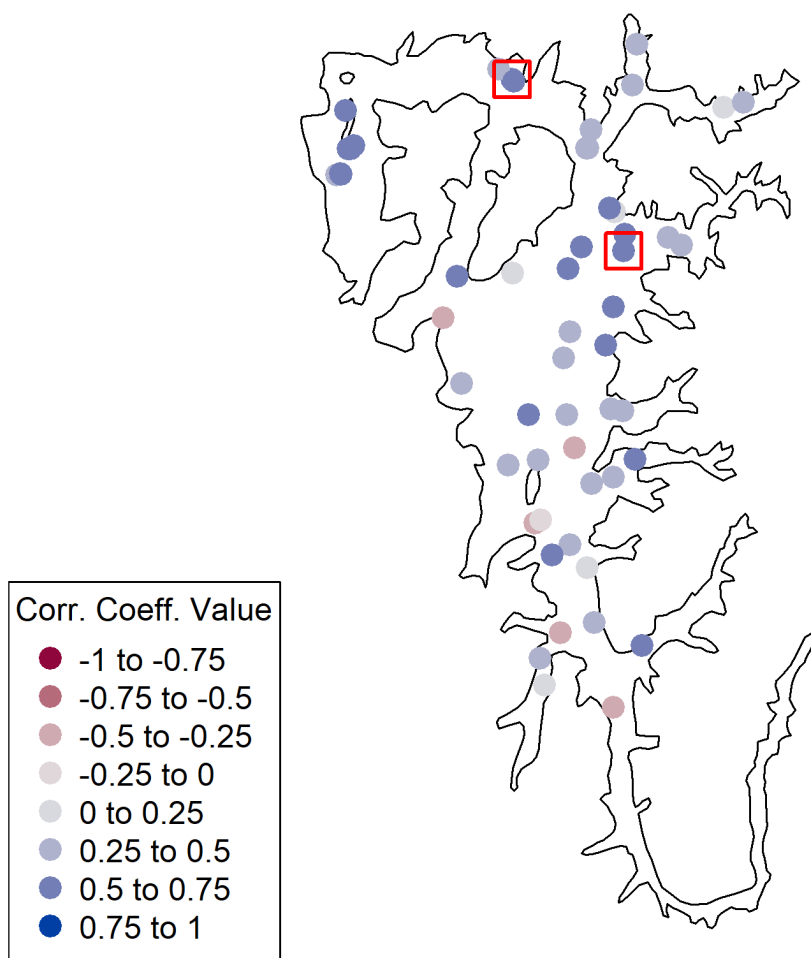 Corr. Coeff. Value
-1 to -0.75
-0.75 to -0.5
-0.5 to -0.25
-0.25 to 0
0 to 0.25
0.25 to 0.5
0.5 to 0.75
0.75 to 1